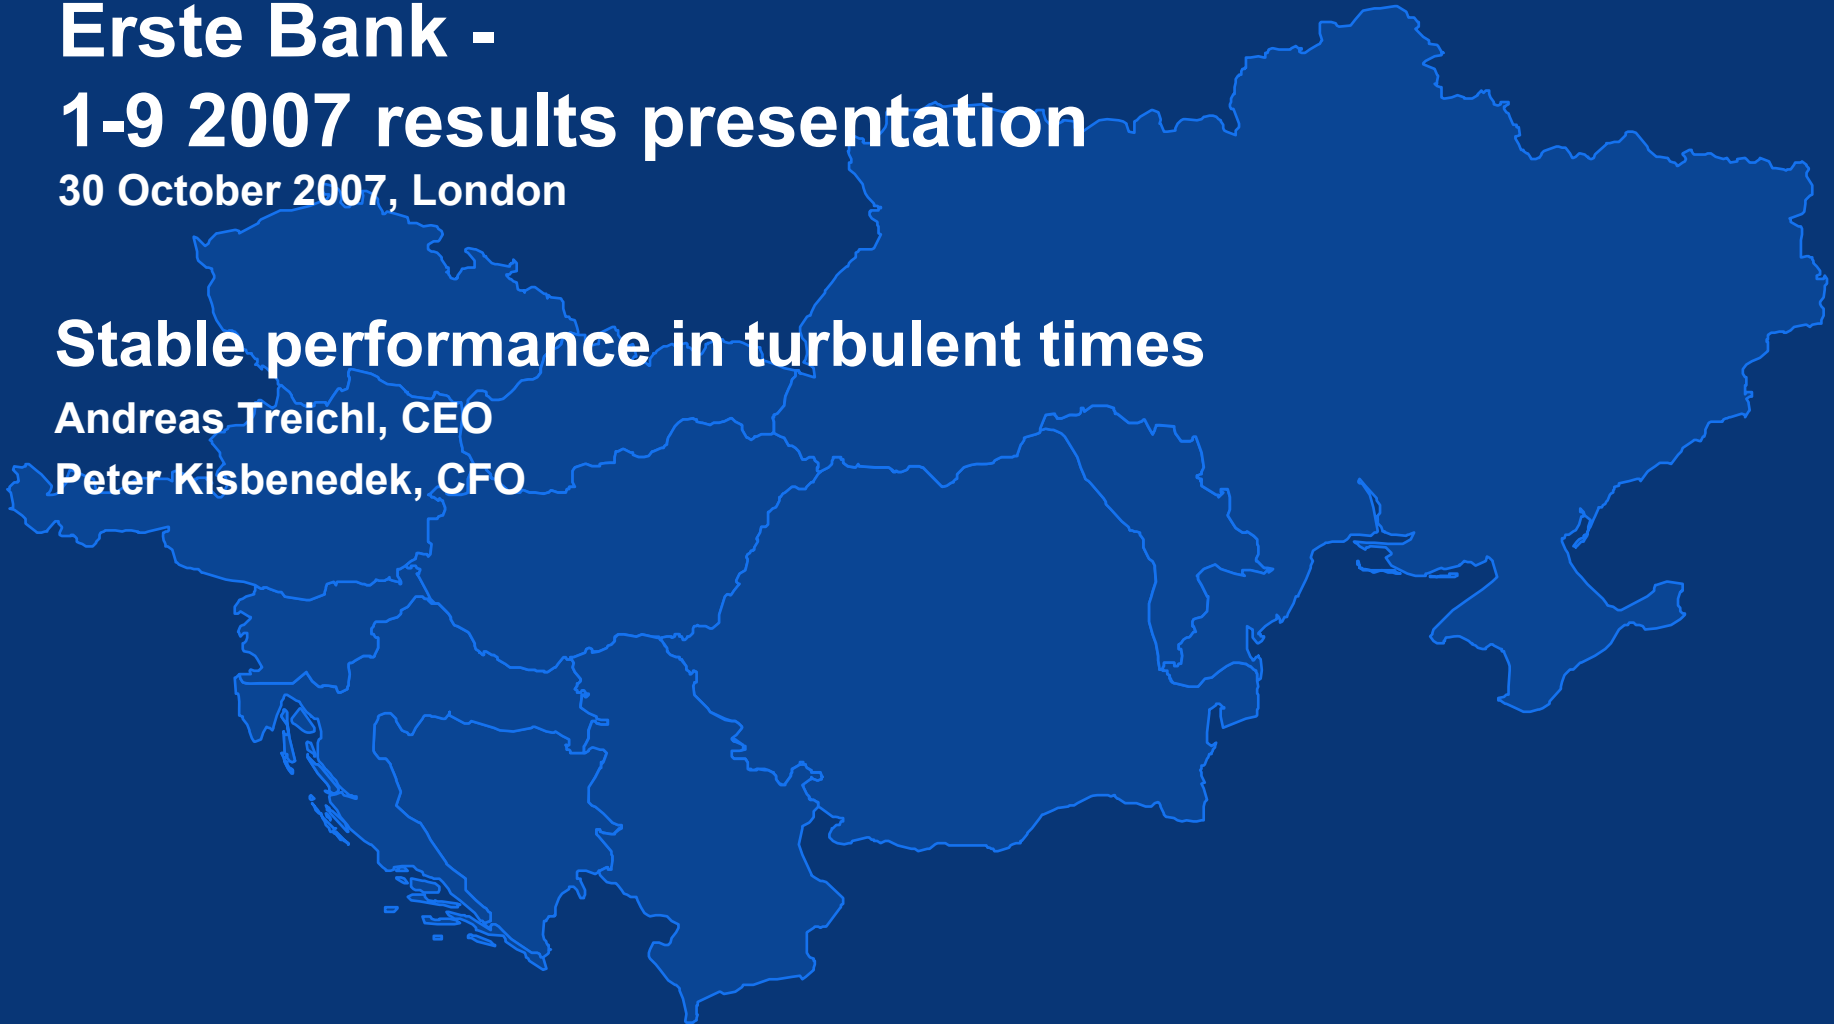 Erste Bank -
1-9 2007 results presentation
30 October 2007, London
Stable performance in turbulent times
Andreas Treichl, CEO
Peter Kisbenedek, CFO